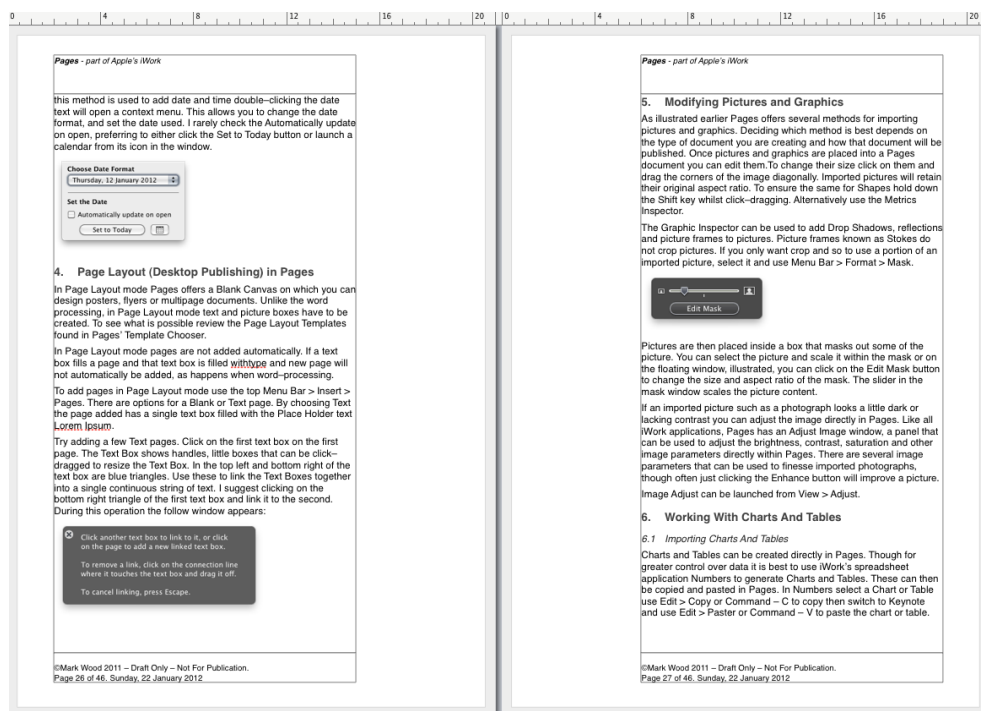 0 4 8 12 16 20 0 4 8 12 16 20
Pages - part of Apple's iWork
this method is used to add date and time double–clicking the date
text will open a context menu. This allows you to change the date
format, and set the date used. I rarely check the Automatically update
on open, preferring to either click the Set to Today button or launch a
calendar from its icon in the window.
Choose Date Format
Thursday, 12 January 2012
Set the Date
Automatically update on open
Set to Today
4. Page Layout (Desktop Publishing) in Pages
In Page Layout mode Pages offers a Blank Canvas on which you can
design posters, flyers or multipage documents. Unlike the word
processing, in Page Layout mode text and picture boxes have to be
created. To see what is possible review the Page Layout Templates
found in Pages' Template Chooser.
In Page Layout mode pages are not added automatically. If a text
box fills a page and that text box is filled withtype and new page will
not automatically be added, as happens when word–processing.
To add pages in Page Layout mode use the top Menu Bar > Insert >
Pages. There are options for a Blank or Text page. By choosing Text
the page added has a single text box filled with the Place Holder text
Lorem Ipsum.
Try adding a few Text pages. Click on the first text box on the first
page. The Text Box shows handles, little boxes that can be click–
dragged to resize the Text Box. In the top left and bottom right of the
text box are blue triangles. Use these to link the Text Boxes together
into a single continuous string of text. I suggest clicking on the
bottom right triangle of the first text box and link it to the second.
During this operation the follow window appears:
Click another text box to link to it, or click
on the page to add a new linked text box.
To remove a link, click on the connection line
where it touches the text box and drag it off.
To cancel linking, press Escape.
©Mark Wood 2011 – Draft Only – Not For Publication.
Page 26 of 46. Sunday, 22 January 2012
Pages - part of Apple's iWork
5. Modifying Pictures and Graphics
As illustrated earlier Pages offers several methods for importing
pictures and graphics. Deciding which method is best depends on
the type of document you are creating and how that document will be
published. Once pictures and graphics are placed into a Pages
document you can edit them.To change their size click on them and
drag the corners of the image diagonally. Imported pictures will retain
their original aspect ratio. To ensure the same for Shapes hold down
the Shift key whilst click–dragging. Alternatively use the Metrics
Inspector.
The Graphic Inspector can be used to add Drop Shadows, reflections
and picture frames to pictures. Picture frames known as Stokes do
not crop pictures. If you only want crop and so to use a portion of an
imported picture, select it and use Menu Bar > Format > Mask.
Edit Mask
Pictures are then placed inside a box that masks out some of the
picture. You can select the picture and scale it within the mask or on
the floating window, illustrated, you can click on the Edit Mask button
to change the size and aspect ratio of the mask. The slider in the
mask window scales the picture content.
If an imported picture such as a photograph looks a little dark or
lacking contrast you can adjust the image directly in Pages. Like all
iWork applications, Pages has an Adjust Image window, a panel that
can be used to adjust the brightness, contrast, saturation and other
image parameters directly within Pages. There are several image
parameters that can be used to finesse imported photographs,
though often just clicking the Enhance button will improve a picture.
Image Adjust can be launched from View > Adjust.
6. Working With Charts And Tables
6.1 Importing Charts And Tables
Charts and Tables can be created directly in Pages. Though for
greater control over data it is best to use iWork's spreadsheet
application Numbers to generate Charts and Tables. These can then
be copied and pasted in Pages. In Numbers select a Chart or Table
use Edit > Copy or Command – C to copy then switch to Keynote
and use Edit > Paster or Command – V to paste the chart or table.
©Mark Wood 2011 – Draft Only – Not For Publication.
Page 27 of 46. Sunday, 22 January 2012